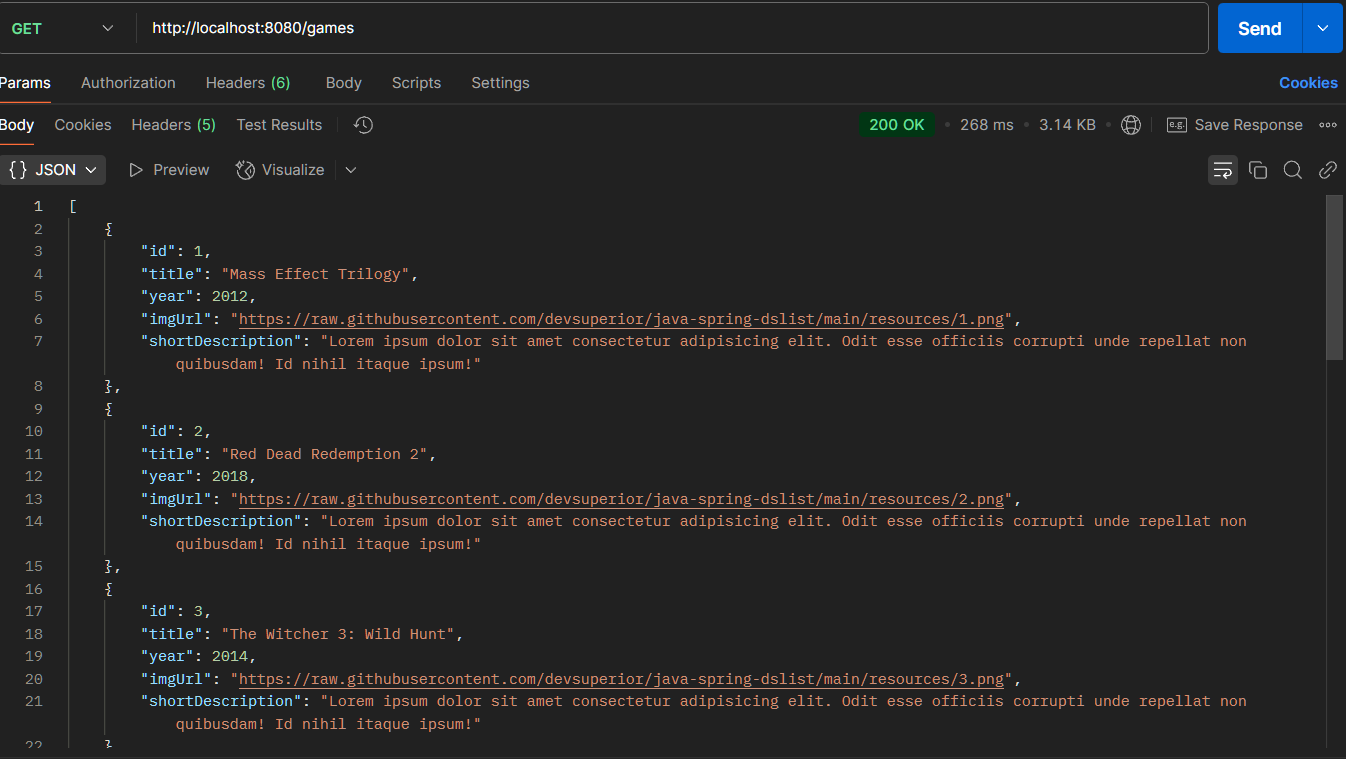 GET http://localhost:8080/games Send
Params Authorization Headers (6) Body Scripts Settings Cookies
Body Cookies Headers (5) Test Results 200 OK • 268 ms • 3.14 KB • e.g. Save Response
{} JSON Preview Visualize
1 [
2 {
3 "id": 1,
4 "title": "Mass Effect Trilogy",
5 "year": 2012,
6 "imgUrl": "https://raw.githubusercontent.com/devsuperior/java-spring-dslist/main/resources/1.png",
7 "shortDescription": "Lorem ipsum dolor sit amet consectetur adipisicing elit. Odit esse officiis corrupti unde repellat non
quibusdam! Id nihil itaque ipsum!"
8 },
9 {
10 "id": 2,
11 "title": "Red Dead Redemption 2",
12 "year": 2018,
13 "imgUrl": "https://raw.githubusercontent.com/devsuperior/java-spring-dslist/main/resources/2.png",
14 "shortDescription": "Lorem ipsum dolor sit amet consectetur adipisicing elit. Odit esse officiis corrupti unde repellat non
quibusdam! Id nihil itaque ipsum!"
15 },
16 {
17 "id": 3,
18 "title": "The Witcher 3: Wild Hunt",
19 "year": 2014,
20 "imgUrl": "https://raw.githubusercontent.com/devsuperior/java-spring-dslist/main/resources/3.png",
21 "shortDescription": "Lorem ipsum dolor sit amet consectetur adipisicing elit. Odit esse officiis corrupti unde repellat non
quibusdam! Id nihil itaque ipsum!"
22 }